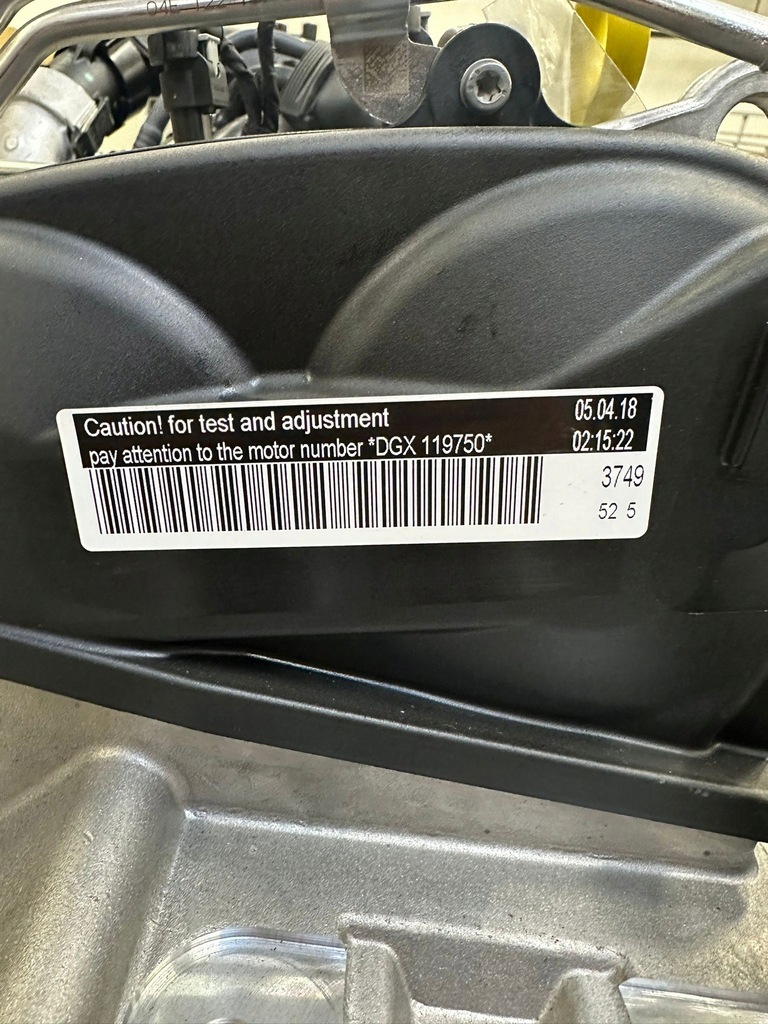 Caution! for test and adjustment 05.04.18
pay attention to the motor number *DGX 119750* 02:15:22
3749
52 5